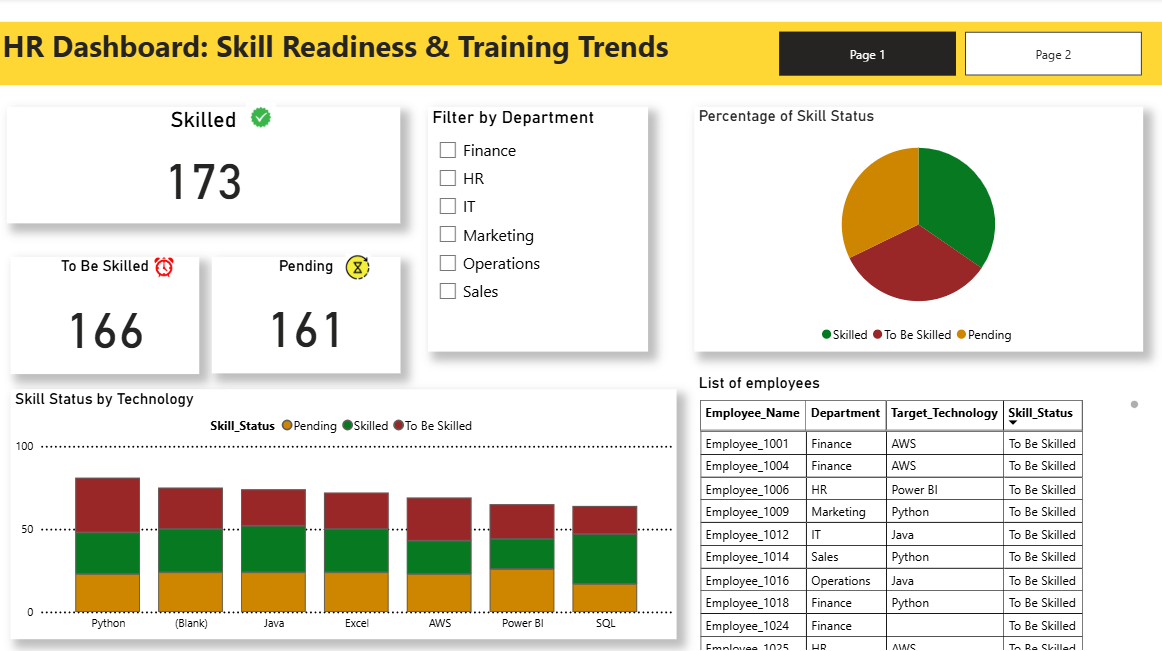 HR Dashboard: Skill Readiness & Training Trends
Page 1
Page 2
Skilled
173
To Be Skilled
166
Pending
161
Filter by Department
Finance
HR
IT
Marketing
Operations
Sales
Percentage of Skill Status
Skilled To Be Skilled Pending
Skill Status by Technology
Skill_Status Pending Skilled To Be Skilled
100
50
0
Python (Blank) Java Excel AWS Power BI SQL
List of employees
Employee_Name Department Target_Technology Skill_Status
Employee_1001 Finance AWS To Be Skilled
Employee_1004 Finance AWS To Be Skilled
Employee_1006 HR Power BI To Be Skilled
Employee_1009 Marketing Python To Be Skilled
Employee_1012 IT Java To Be Skilled
Employee_1014 Sales Python To Be Skilled
Employee_1016 Operations Java To Be Skilled
Employee_1018 Finance Python To Be Skilled
Employee_1024 Finance To Be Skilled
Employee_1025 HR AWS To Be Skilled